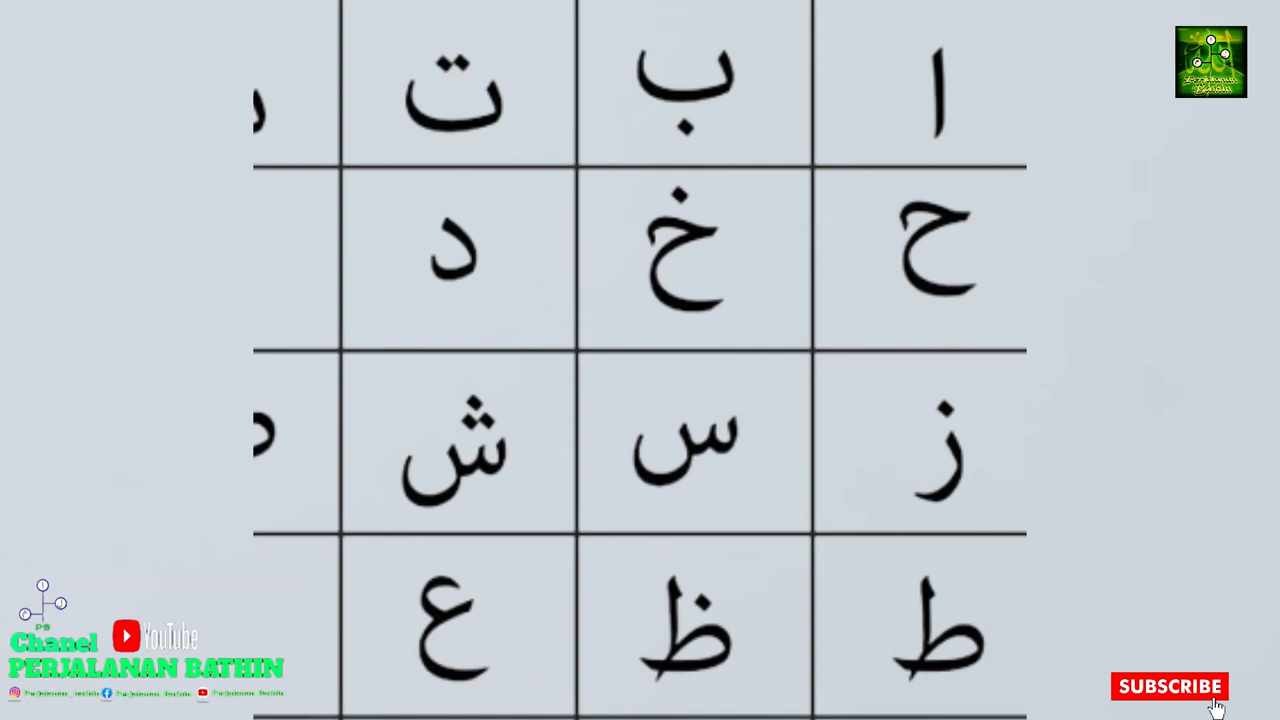 ا ب ت
ح خ د
ز س ش
ط ظ ع
Chanel YouTube
PERJALANAN BATHIN
SUBSCRIBE